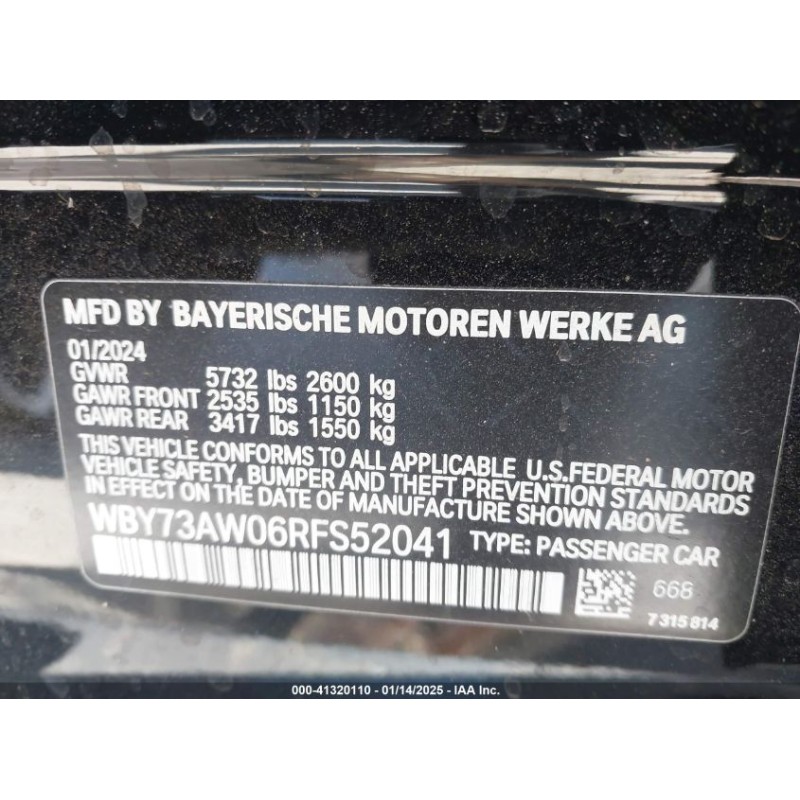 MFD BY BAYERISCHE MOTOREN WERKE AG
01/2024
GVWR 5732 lbs 2600 kg
GAWR FRONT 2535 lbs 1150 kg
GAWR REAR 3417 lbs 1550 kg
THIS VEHICLE CONFORMS TO ALL APPLICABLE U.S.FEDERAL MOTOR
VEHICLE SAFETY, BUMPER AND THEFT PREVENTION STANDARDS
IN EFFECT ON THE DATE OF MANUFACTURE SHOWN ABOVE.
WBY73AW06RFS52041 TYPE: PASSENGER CAR
668
7315814
000-41320110 - 01/14/2025 - IAA Inc.